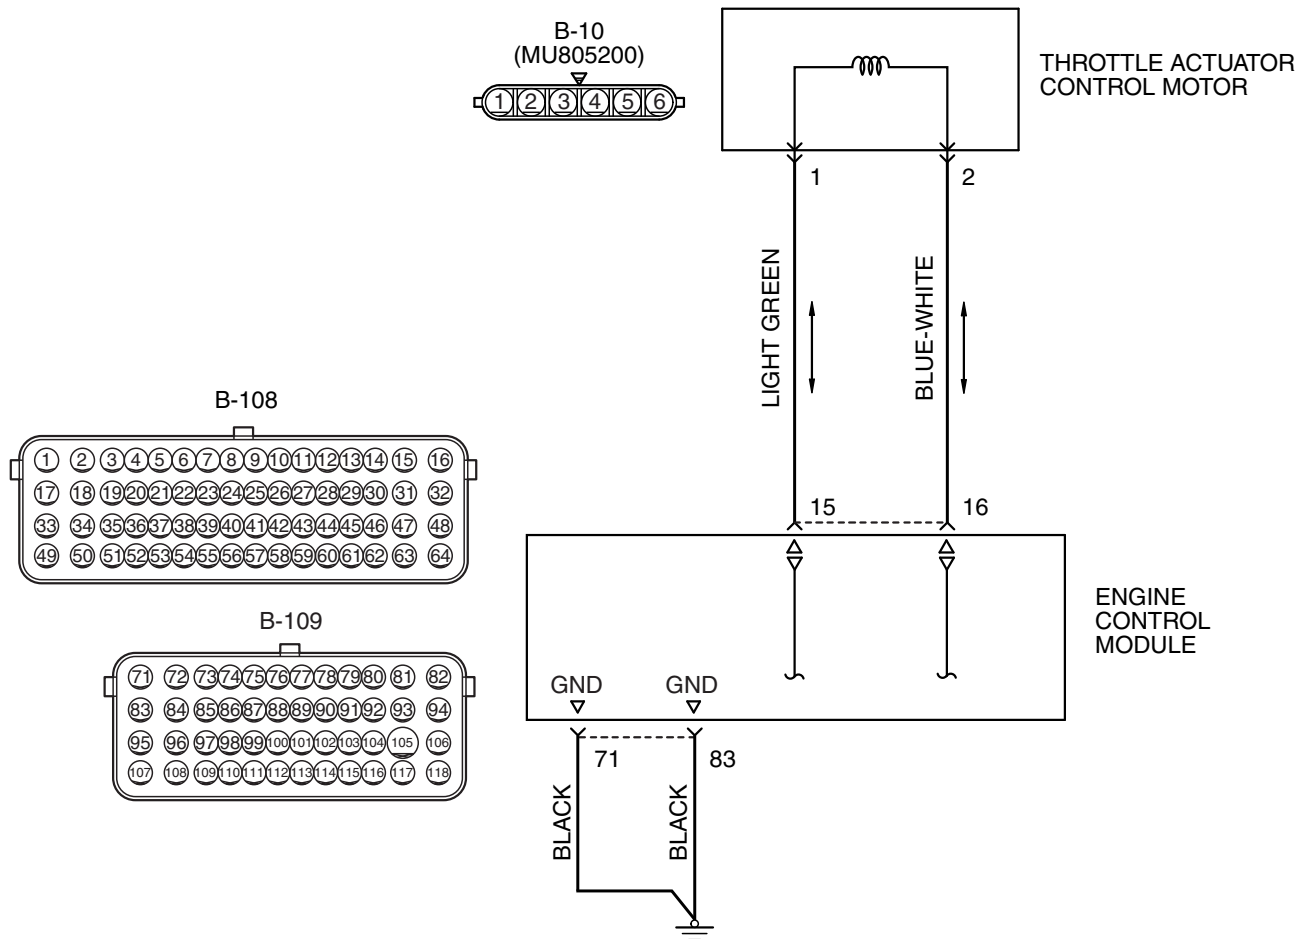 B-10
(MU805200)
1 2 3 4 5 6
THROTTLE ACTUATOR
CONTROL MOTOR
1
2
LIGHT GREEN
BLUE-WHITE
B-108
1 2 3 4 5 6 7 8 9 10 11 12 13 14 15 16
17 18 19 20 21 22 23 24 25 26 27 28 29 30 31 32
33 34 35 36 37 38 39 40 41 42 43 44 45 46 47 48
49 50 51 52 53 54 55 56 57 58 59 60 61 62 63 64
15
16
ENGINE
CONTROL
MODULE
B-109
71 72 73 74 75 76 77 78 79 80 81 82
83 84 85 86 87 88 89 90 91 92 93 94
95 96 97 98 99 100 101 102 103 104 105 106
107 108 109 110 111 112 113 114 115 116 117 118
GND
GND
71
83
BLACK
BLACK